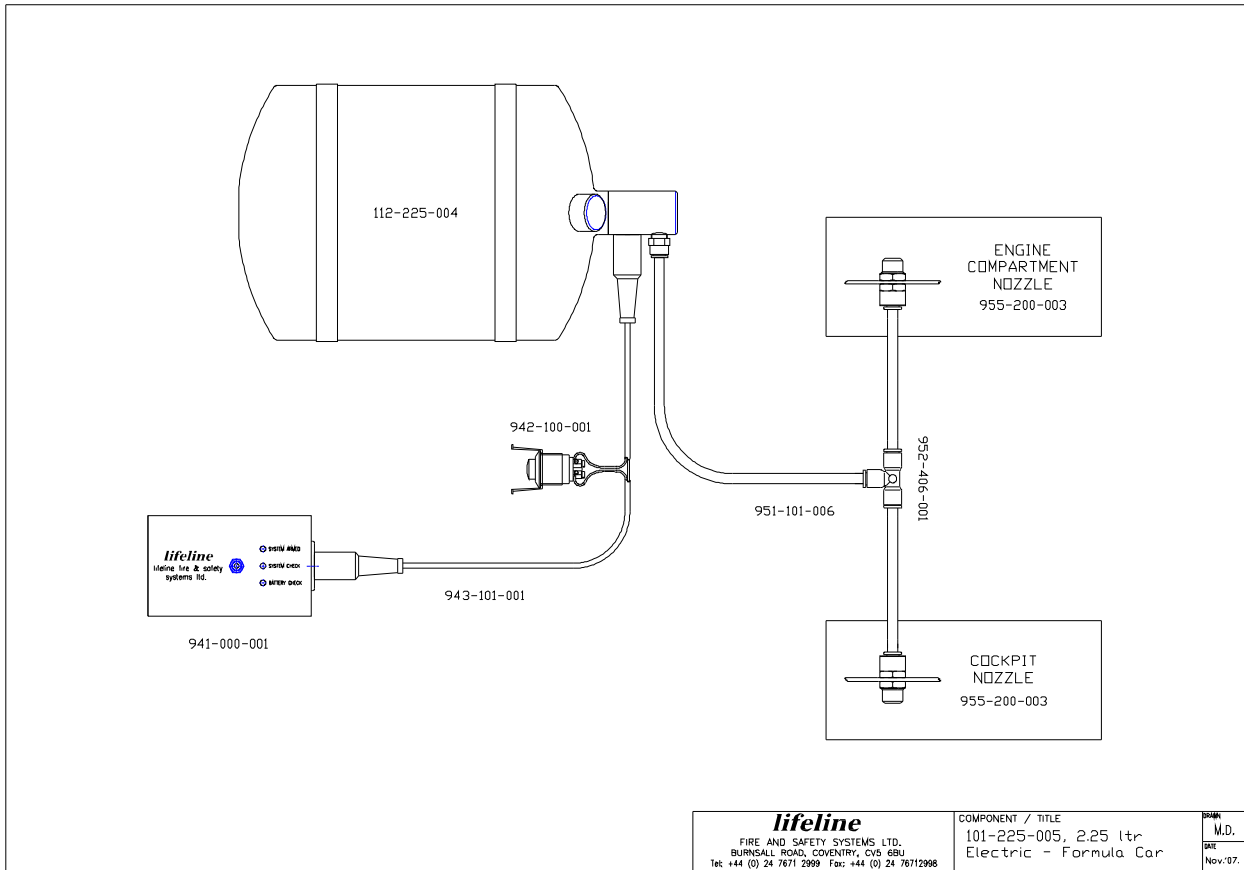 112-225-004
ENGINE
COMPARTMENT
NOZZLE
955-200-003
942-100-001
952-406-001
951-101-006
lifeline
lifeline fire & safety
systems ltd.
SYSTEM ARMED
SYSTEM CHECK
BATTERY CHECK
943-101-001
941-000-001
COCKPIT
NOZZLE
955-200-003
lifeline
FIRE AND SAFETY SYSTEMS LTD.
BURNSALL ROAD, COVENTRY, CV5 6BU
Tel: +44 (0) 24 7671 2999 Fax: +44 (0) 24 76712998
COMPONENT / TITLE
101-225-005, 2.25 ltr
Electric - Formula Car
DRAWN
M.D.
DATE
Nov.'07.